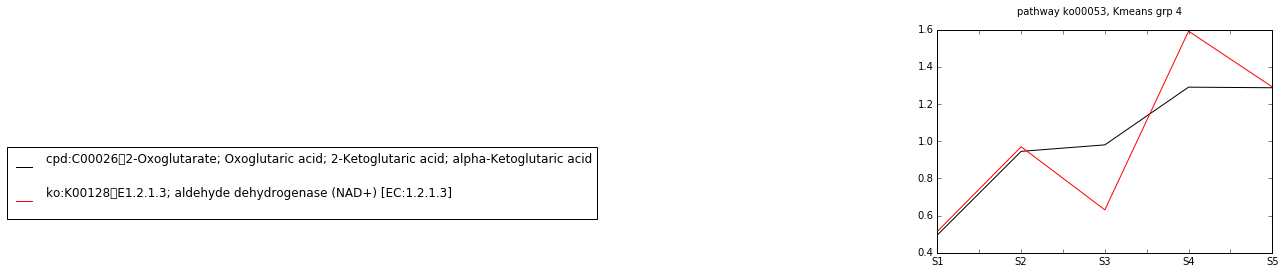 pathway ko00053, Kmeans grp 4
1.6
1.4
1.2
1.0
0.8
0.6
0.4
S1 S2 S3 S4 S5
cpd:C00026▯2-Oxoglutarate; Oxoglutaric acid; 2-Ketoglutaric acid; alpha-Ketoglutaric acid
ko:K00128▯E1.2.1.3; aldehyde dehydrogenase (NAD+) [EC:1.2.1.3]